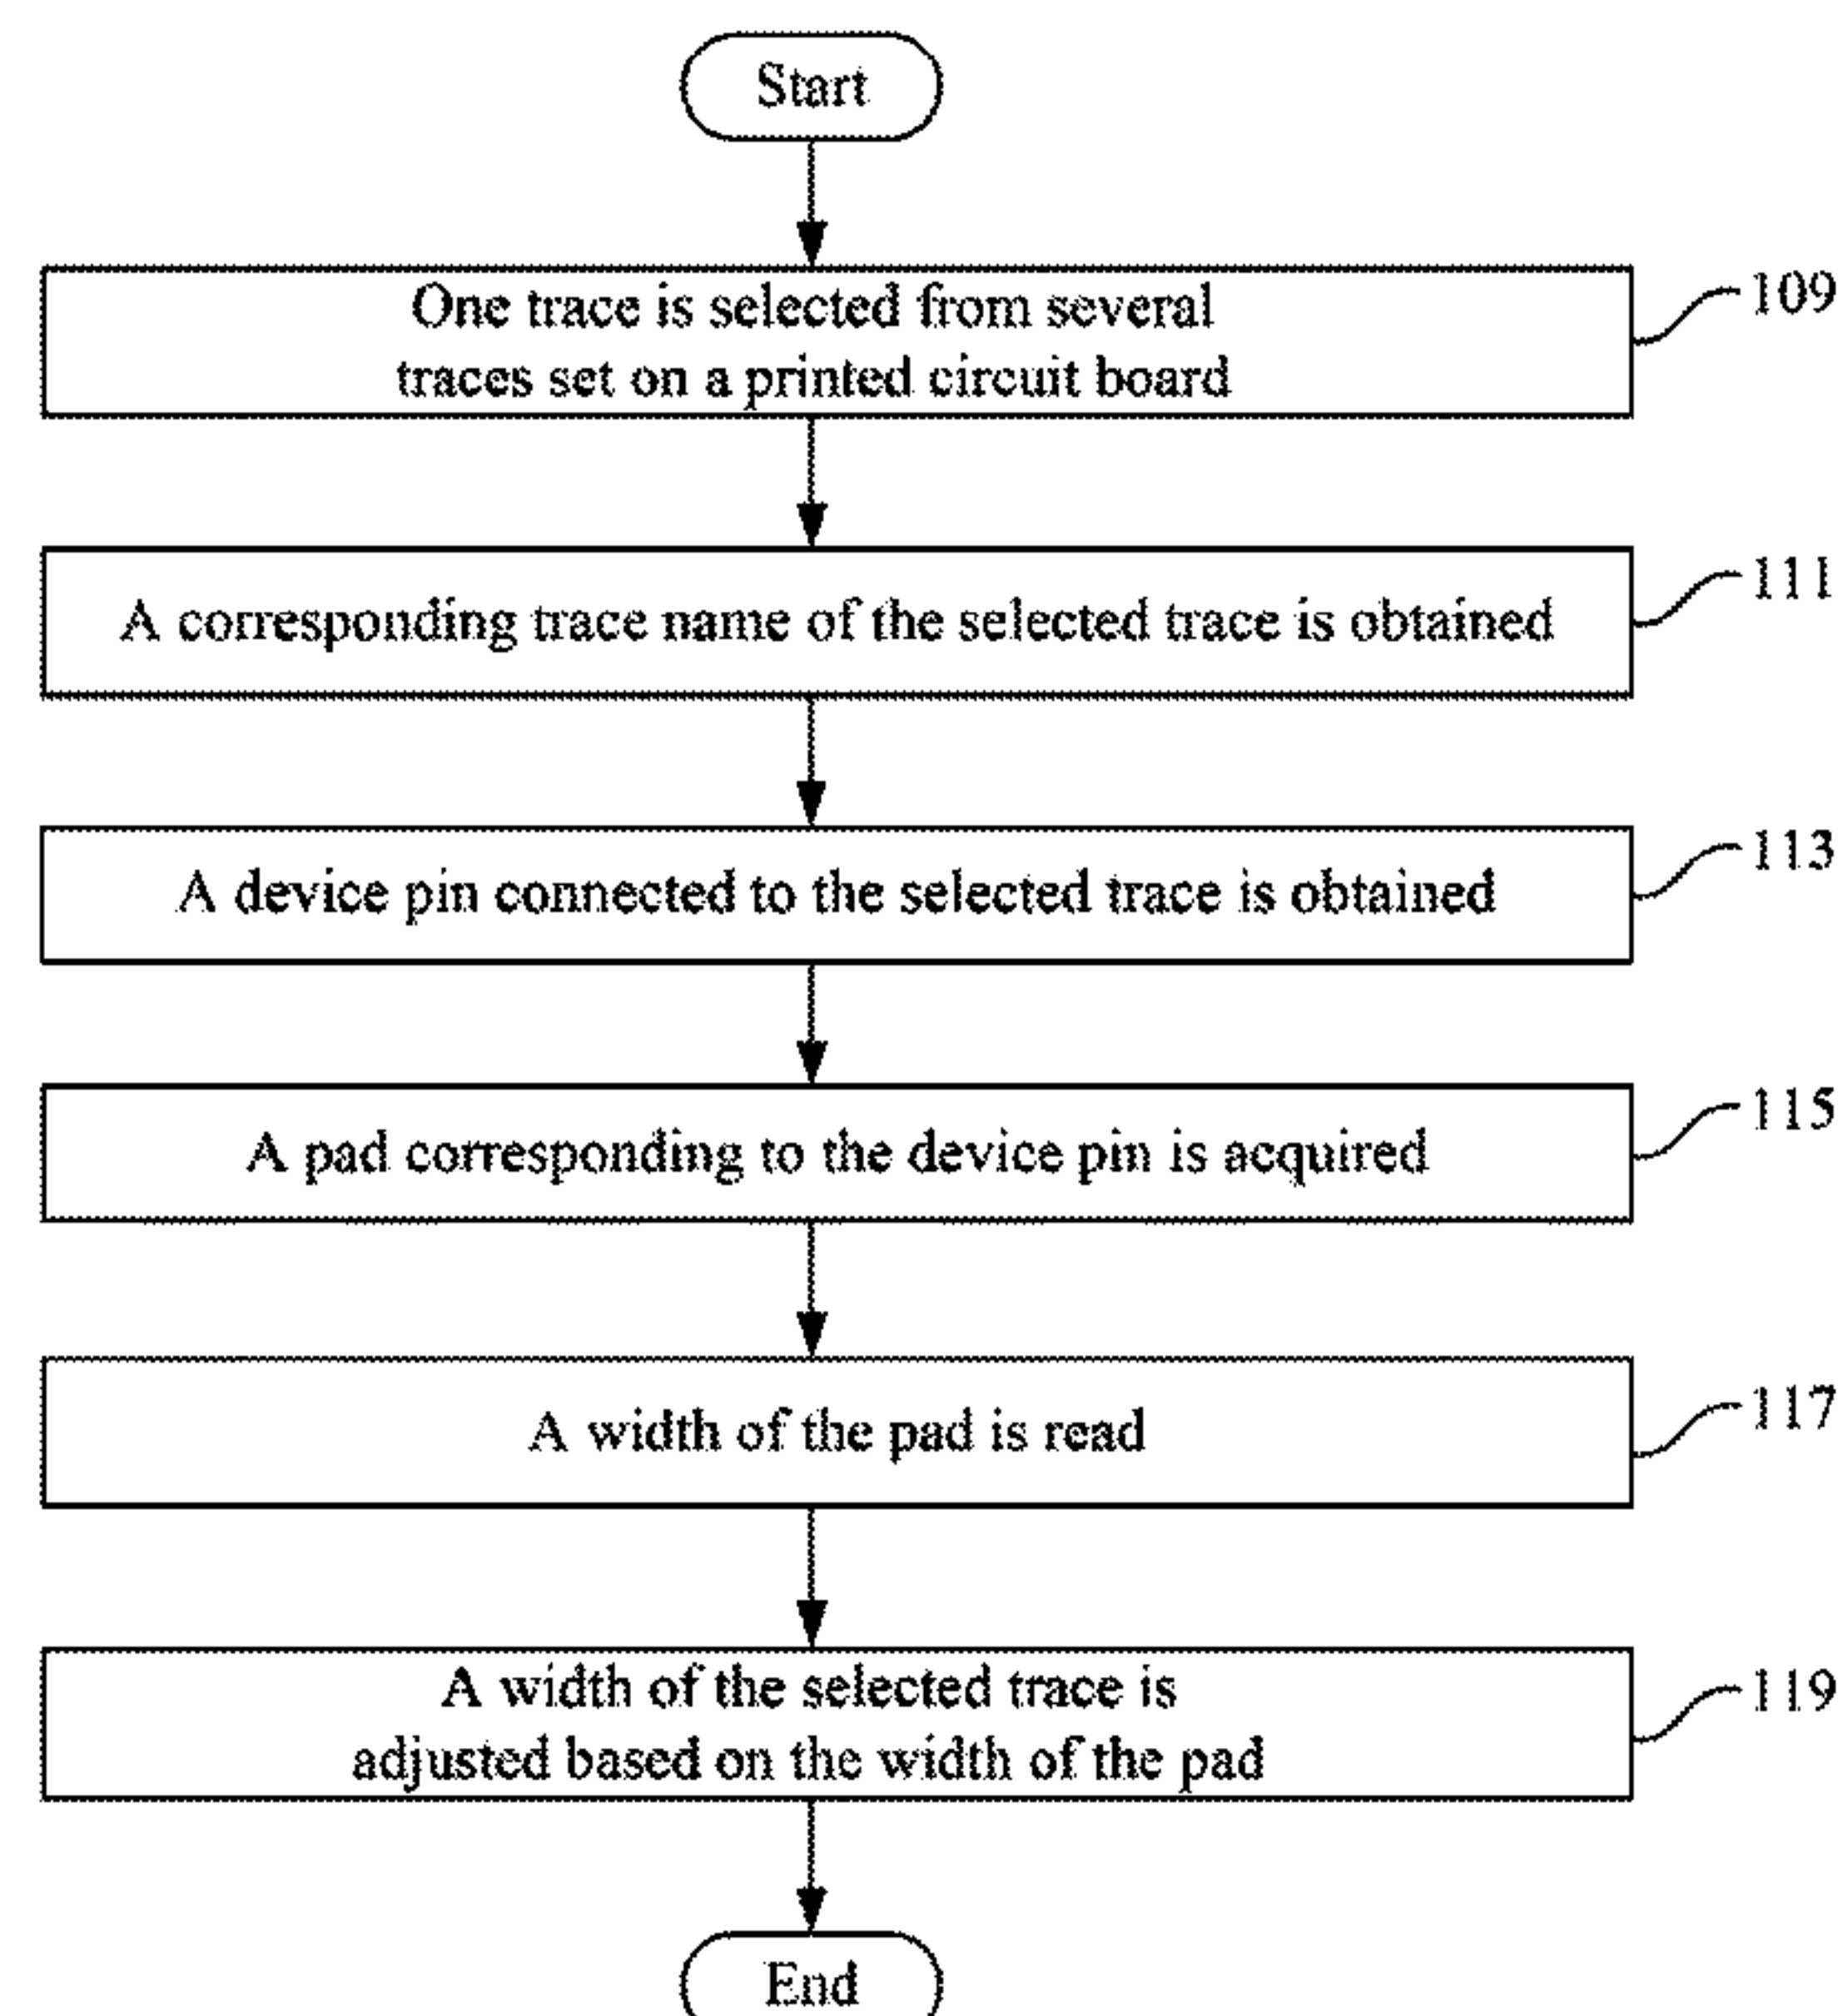 Start
One trace is selected from several
traces set on a printed circuit board
109
A corresponding trace name of the selected trace is obtained
111
A device pin connected to the selected trace is obtained
113
A pad corresponding to the device pin is acquired
115
A width of the pad is read
117
A width of the selected trace is
adjusted based on the width of the pad
119
End